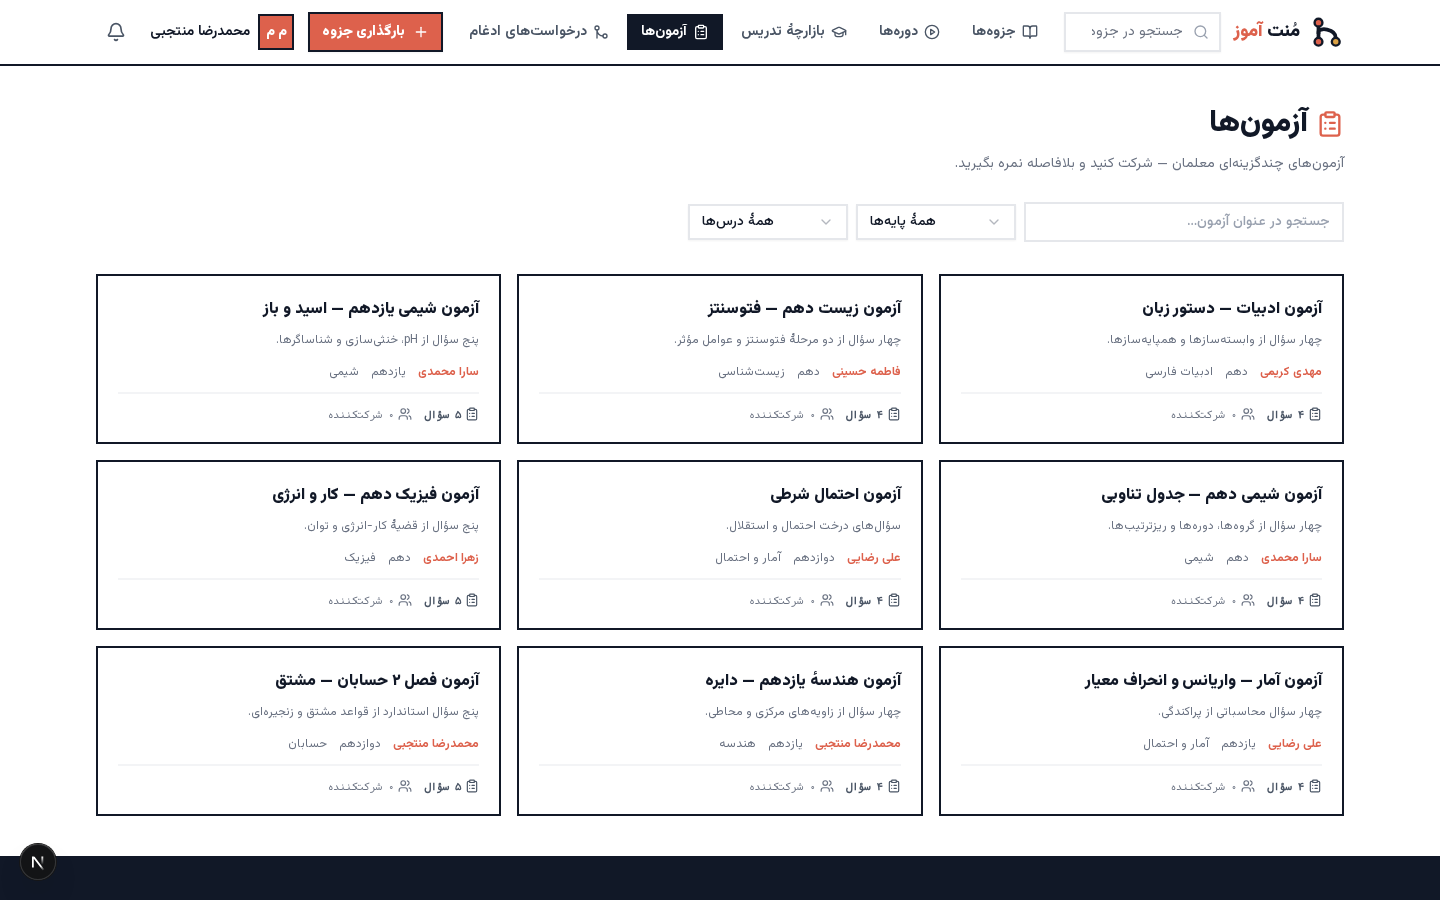 مُنت آموز
جستجو در جزوه
جزوه‌ها
دوره‌ها
بازارچهٔ تدریس
آزمون‌ها
درخواست‌های ادغام
بارگذاری جزوه
م م
محمدرضا منتجبی
آزمون‌ها
آزمون‌های چندگزینه‌ای معلمان — شرکت کنید و بلافاصله نمره بگیرید.
جستجو در عنوان آزمون...
همهٔ پایه‌ها
همهٔ درس‌ها
آزمون ادبیات — دستور زبان
چهار سؤال از وابسته‌سازها و همپایه‌سازها.
مهدی کریمی دهم ادبیات فارسی
۴ سؤال ۰ شرکت‌کننده
آزمون زیست دهم — فتوسنتز
چهار سؤال از دو مرحلهٔ فتوسنتز و عوامل مؤثر.
فاطمه حسینی دهم زیست‌شناسی
۴ سؤال ۰ شرکت‌کننده
آزمون شیمی یازدهم — اسید و باز
پنج سؤال از pH، خنثی‌سازی و شناساگرها.
سارا محمدی یازدهم شیمی
۵ سؤال ۰ شرکت‌کننده
آزمون شیمی دهم — جدول تناوبی
چهار سؤال از گروه‌ها، دوره‌ها و ریزترتیب‌ها.
سارا محمدی دهم شیمی
۴ سؤال ۰ شرکت‌کننده
آزمون احتمال شرطی
سؤال‌های درخت احتمال و استقلال.
علی رضایی دوازدهم آمار و احتمال
۴ سؤال ۰ شرکت‌کننده
آزمون فیزیک دهم — کار و انرژی
پنج سؤال از قضیهٔ کار-انرژی و توان.
زهرا احمدی دهم فیزیک
۵ سؤال ۰ شرکت‌کننده
آزمون آمار — واریانس و انحراف معیار
چهار سؤال محاسباتی از پراکندگی.
علی رضایی یازدهم آمار و احتمال
۴ سؤال ۰ شرکت‌کننده
آزمون هندسهٔ یازدهم — دایره
چهار سؤال از زاویه‌های مرکزی و محاطی.
محمدرضا منتجبی یازدهم هندسه
۴ سؤال ۰ شرکت‌کننده
آزمون فصل ۲ حسابان — مشتق
پنج سؤال استاندارد از قواعد مشتق و زنجیره‌ای.
محمدرضا منتجبی دوازدهم حسابان
۵ سؤال ۰ شرکت‌کننده